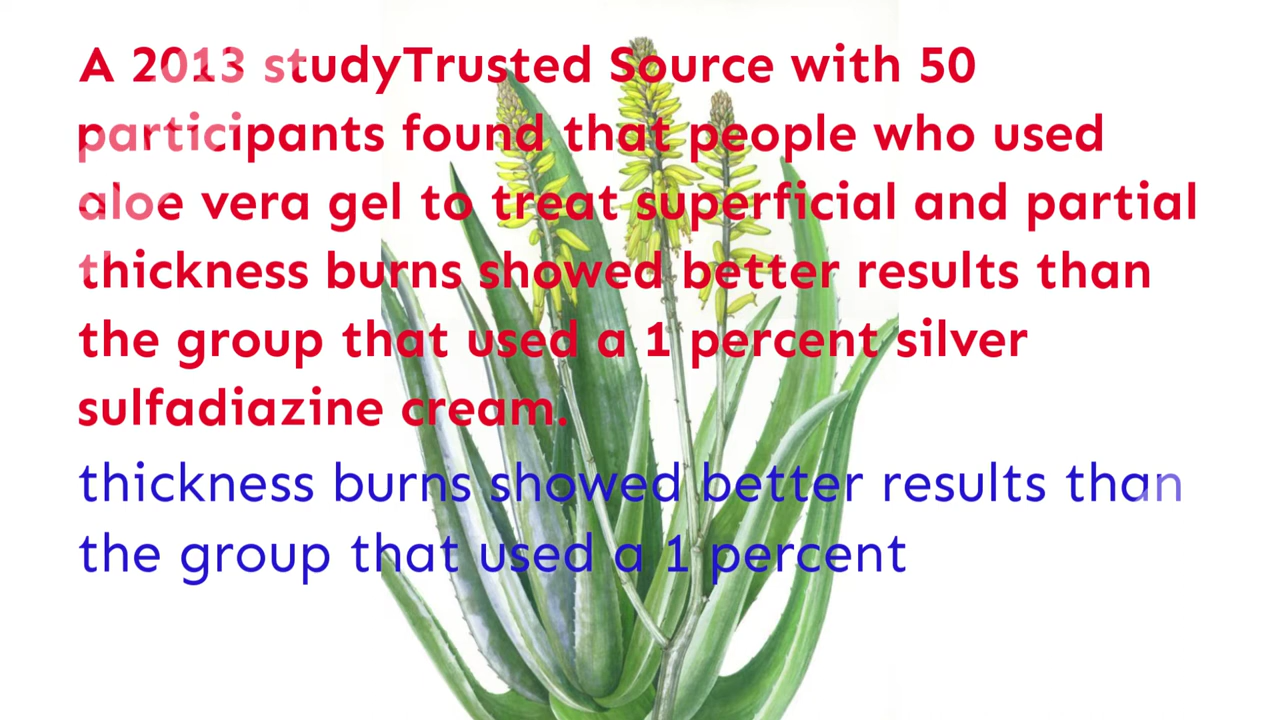 A 2013 studyTrusted Source with 50
participants found that people who used
aloe vera gel to treat superficial and partial
thickness burns showed better results than
the group that used a 1 percent silver
sulfadiazine cream.
thickness burns showed better results than
the group that used a 1 percent